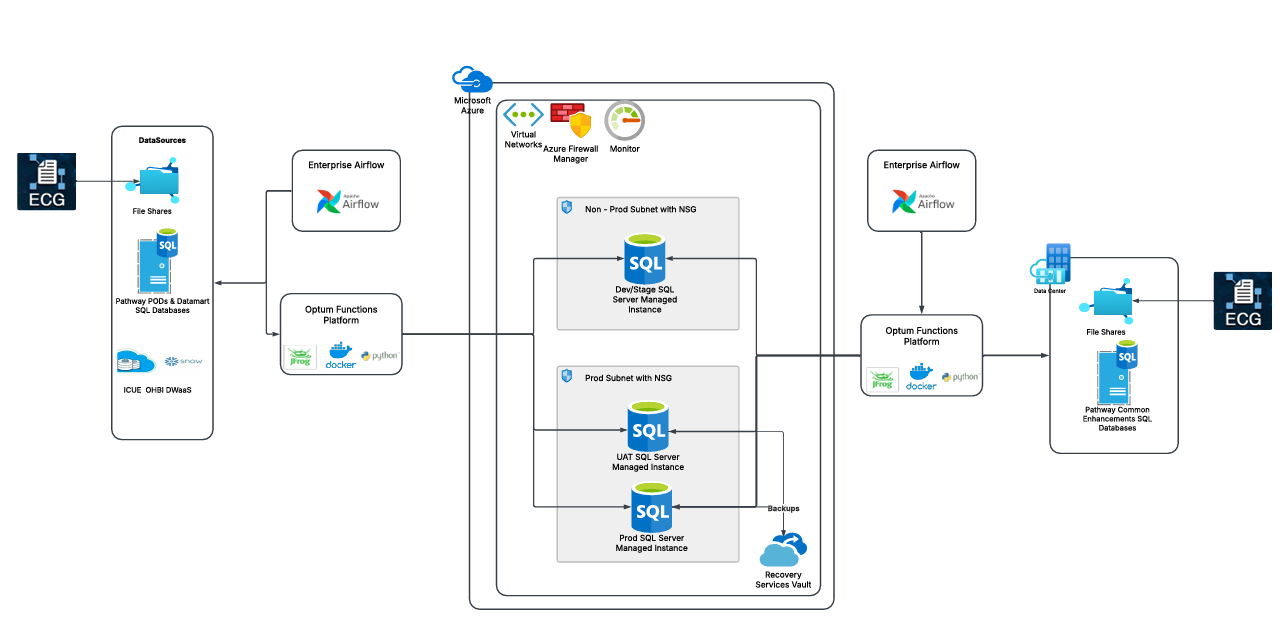 Microsoft
Azure
Virtual
Networks
Azure Firewall
Manager
Monitor
DataSources
ECG
File Shares
SQL
Pathway PODs & Datamart
SQL Databases
snow
ICUE OHBI DWaaS
Enterprise Airflow
Apache
Airflow
Optum Functions
Platform
JFrog
docker
python
Non - Prod Subnet with NSG
SQL
Dev/Stage SQL
Server Managed
Instance
Prod Subnet with NSG
SQL
UAT SQL Server
Managed Instance
SQL
Prod SQL Server
Managed Instance
Backups
Recovery
Services Vault
Enterprise Airflow
Apache
Airflow
Optum Functions
Platform
JFrog
docker
python
Data Center
File Shares
ECG
SQL
Pathway Common
Enhancements SQL
Databases